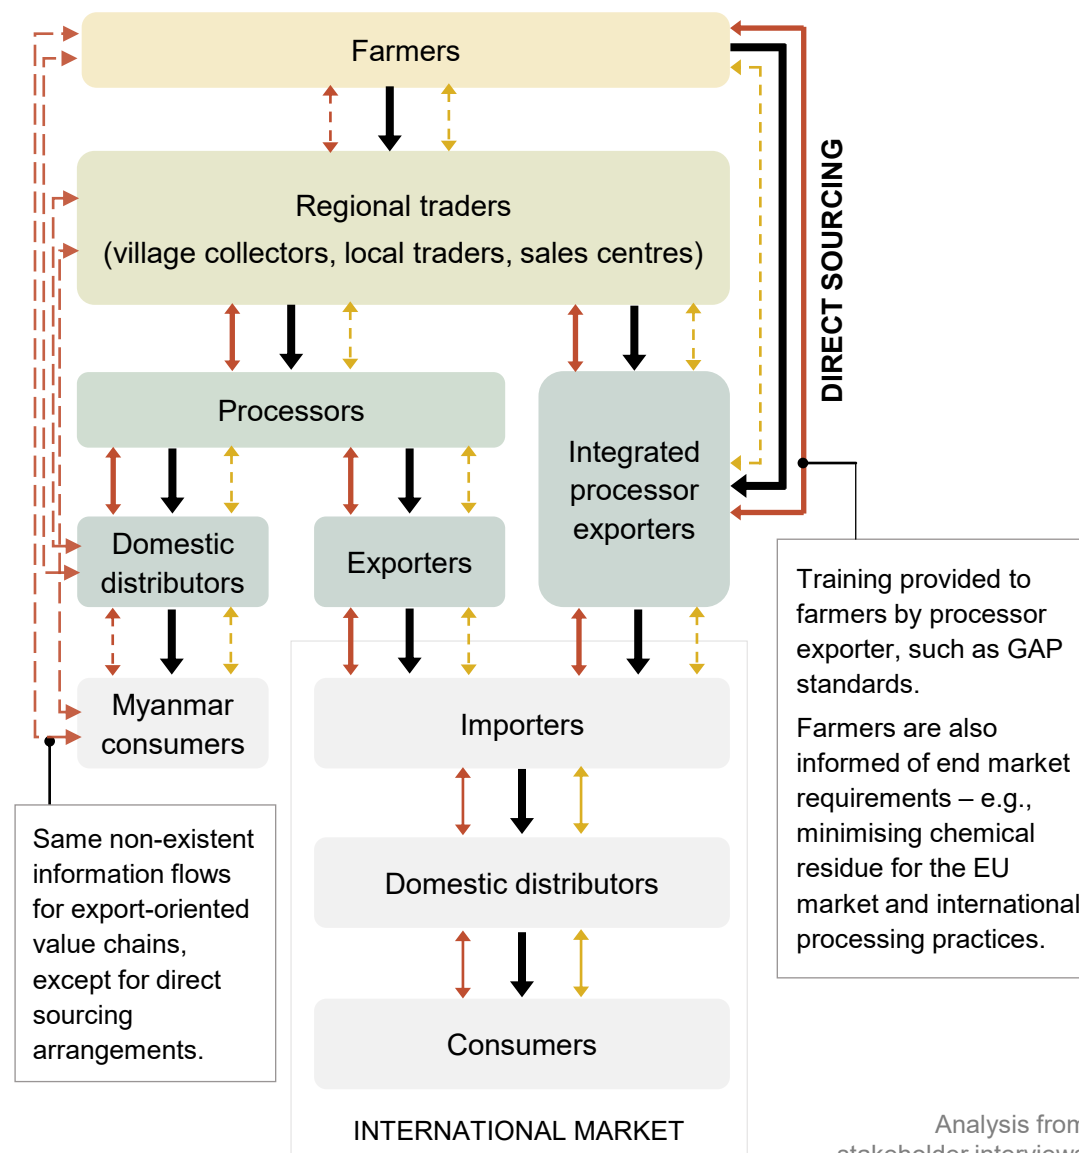 Farmers
DIRECT SOURCING
Regional traders
(village collectors, local traders, sales centres)
Processors
Integrated
processor
exporters
Domestic
distributors
Exporters
Myanmar
consumers
Importers
Domestic distributors
Consumers
INTERNATIONAL MARKET
Training provided to
farmers by processor
exporter, such as GAP
standards.
Farmers are also
informed of end market
requirements – e.g.,
minimising chemical
residue for the EU
market and international
processing practices.
Same non-existent
information flows
for export-oriented
value chains,
except for direct
sourcing
arrangements.
Analysis from
stakeholder interviews